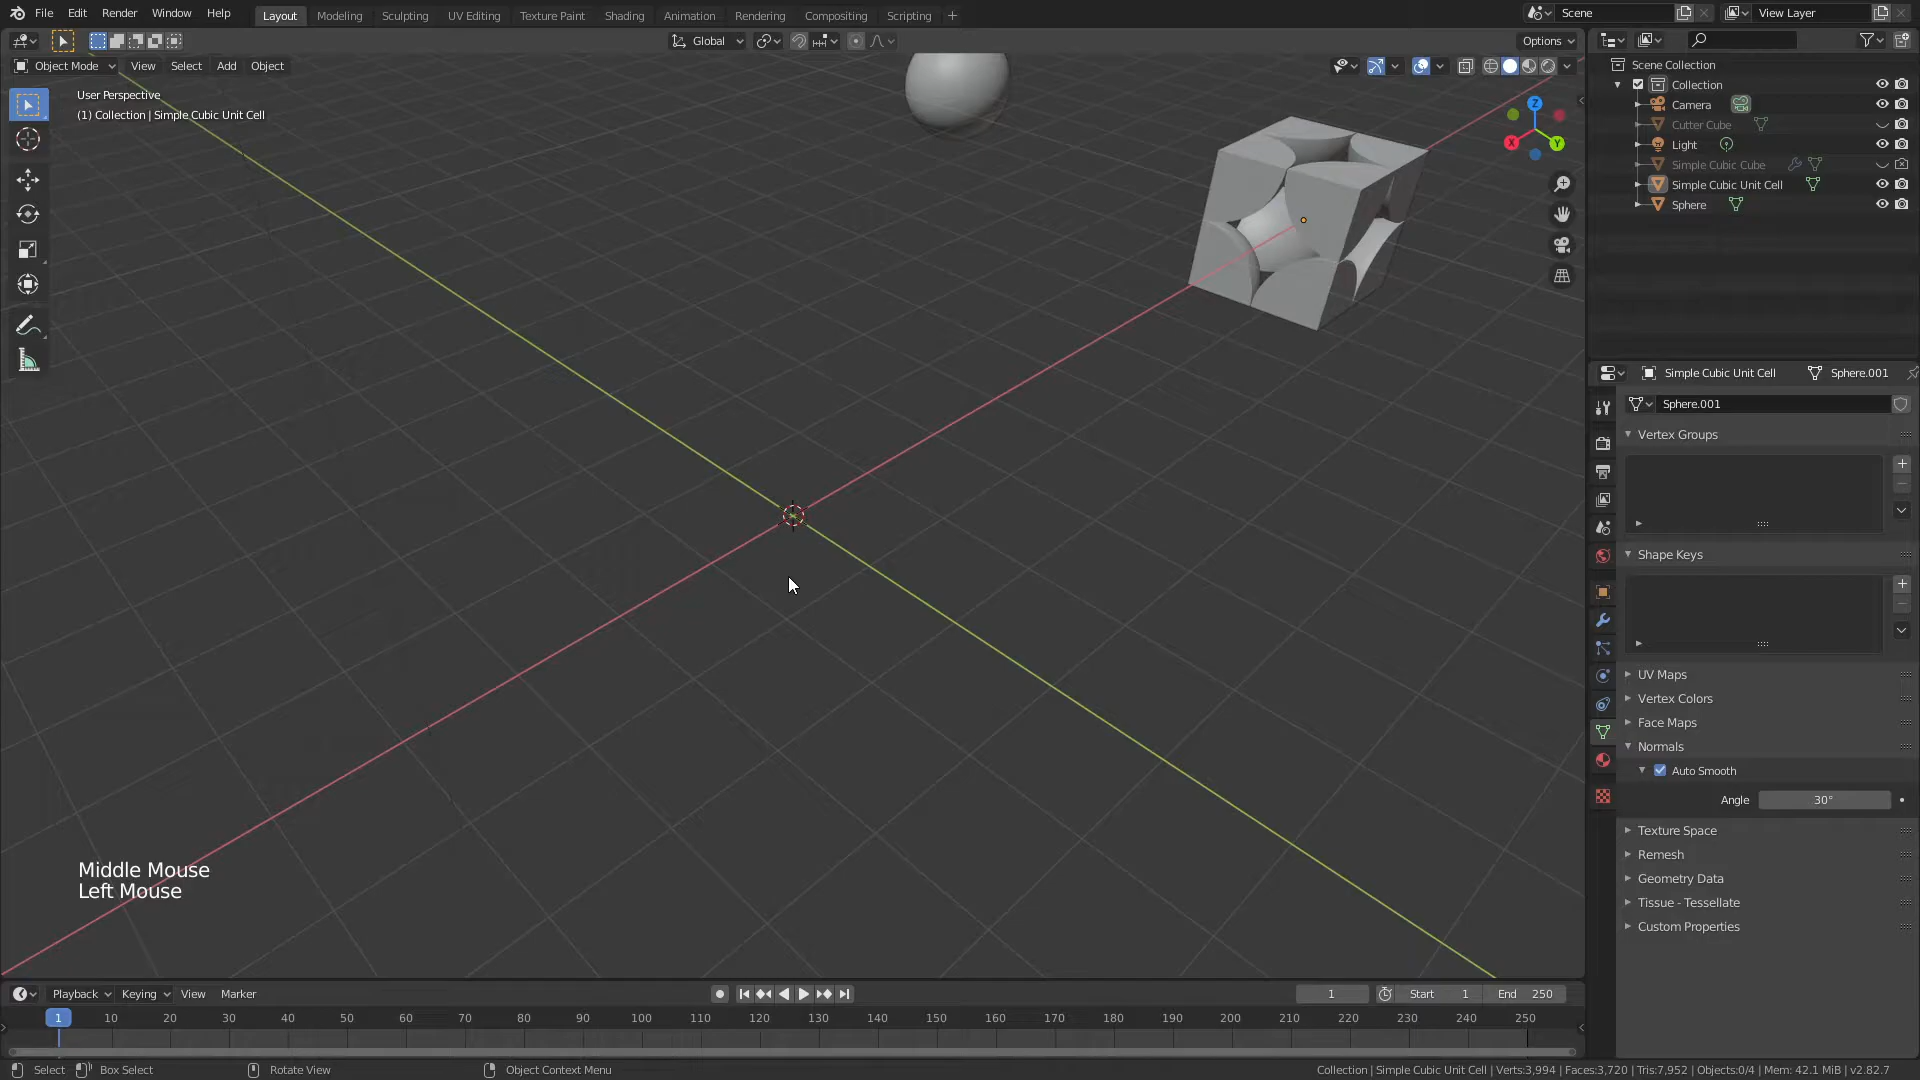 File Edit Render Window Help
Layout Modeling Sculpting UV Editing Texture Paint Shading Animation Rendering Compositing Scripting +
Scene
View Layer
Global
Options
Object Mode View Select Add Object
User Perspective
(1) Collection | Simple Cubic Unit Cell
Z
X
Y
Scene Collection
Collection
Camera
Cutter Cube
Light
Simple Cubic Cube
Simple Cubic Unit Cell
Sphere
Simple Cubic Unit Cell Sphere.001
Sphere.001
Vertex Groups
Shape Keys
UV Maps
Vertex Colors
Face Maps
Normals
Auto Smooth
Angle 30°
Texture Space
Remesh
Geometry Data
Tissue - Tessellate
Custom Properties
Middle Mouse
Left Mouse
Playback Keying View Marker
1 Start 1 End 250
1 10 20 30 40 50 60 70 80 90 100 110 120 130 140 150 160 170 180 190 200 210 220 230 240 250
Select Box Select Rotate View Object Context Menu
Collection | Simple Cubic Unit Cell | Verts:3,994 | Faces:3,720 | Tris:7,952 | Objects:0/4 | Mem: 42.1 MiB | v2.82.7